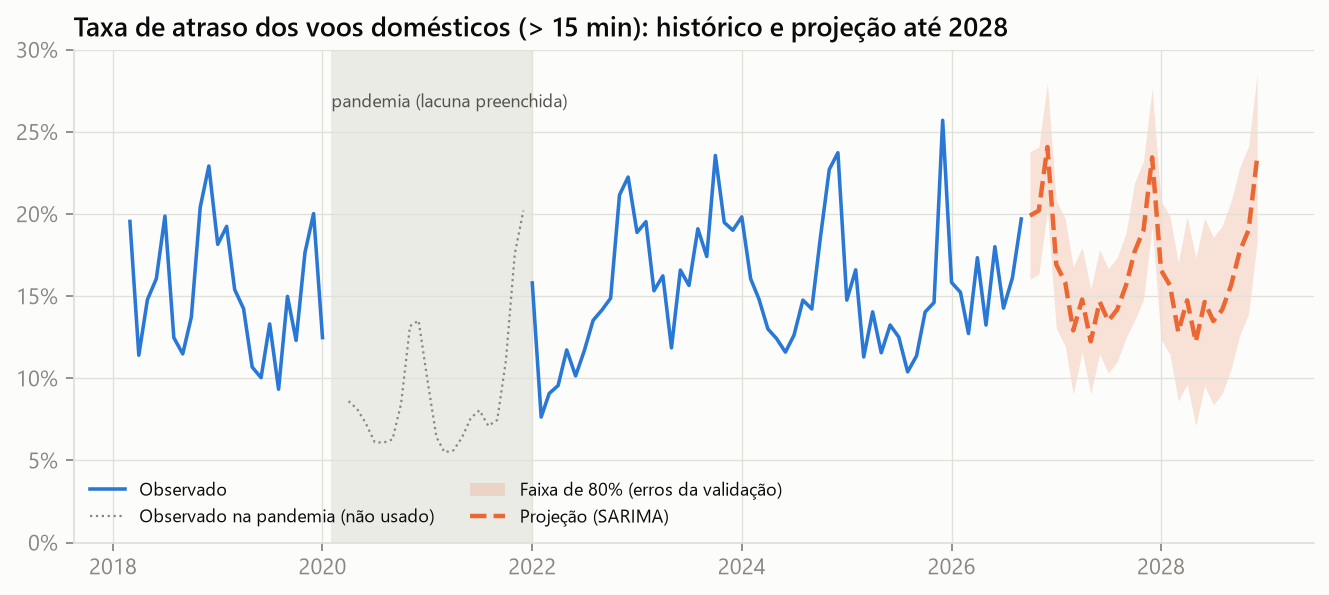 Taxa de atraso dos voos domésticos (> 15 min): histórico e projeção até 2028
30%
pandemia (lacuna preenchida)
25%
20%
15%
10%
5%
0%
Observado
Observado na pandemia (não usado)
Faixa de 80% (erros da validação)
Projeção (SARIMA)
2018
2020
2022
2024
2026
2028